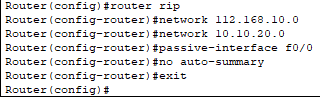 Router(config)#router rip
Router(config-router)#network 112.168.10.0
Router(config-router)#network 10.10.20.0
Router(config-router)#passive-interface f0/0
Router(config-router)#no auto-summary
Router(config-router)#exit
Router(config)#